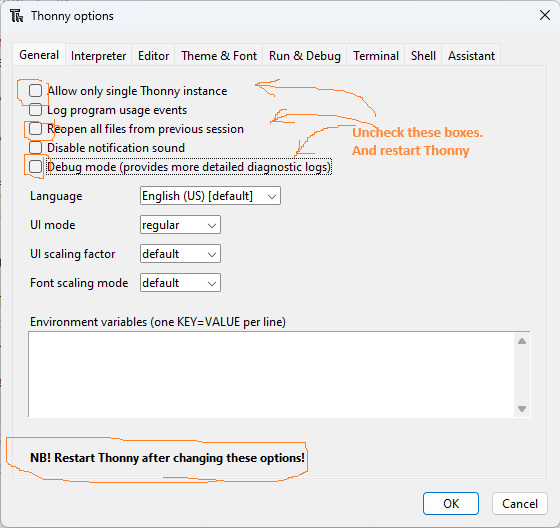 Thonny options
General Interpreter Editor Theme & Font Run & Debug Terminal Shell Assistant
Allow only single Thonny instance
Log program usage events
Reopen all files from previous session
Uncheck these boxes.
And restart Thonny
Disable notification sound
Debug mode (provides more detailed diagnostic logs)
Language English (US) [default]
UI mode regular
UI scaling factor default
Font scaling mode default
Environment variables (one KEY=VALUE per line)
NB! Restart Thonny after changing these options!
OK Cancel